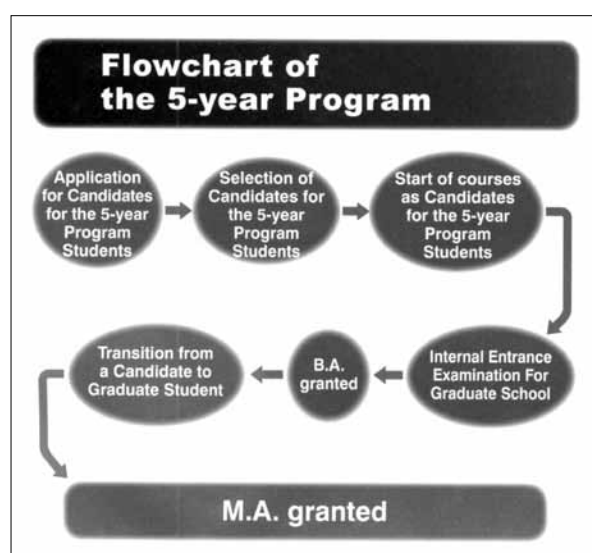 Flowchart of
the 5-year Program
Application
for Candidates
for the 5-year
Program
Students
Selection of
Candidates for
the 5-year
Program
Students
Start of courses
as Candidates
for the 5-year
Program
Students
Internal Entrance
Examination For
Graduate School
B.A.
granted
Transition from
a Candidate to
Graduate Student
M.A. granted